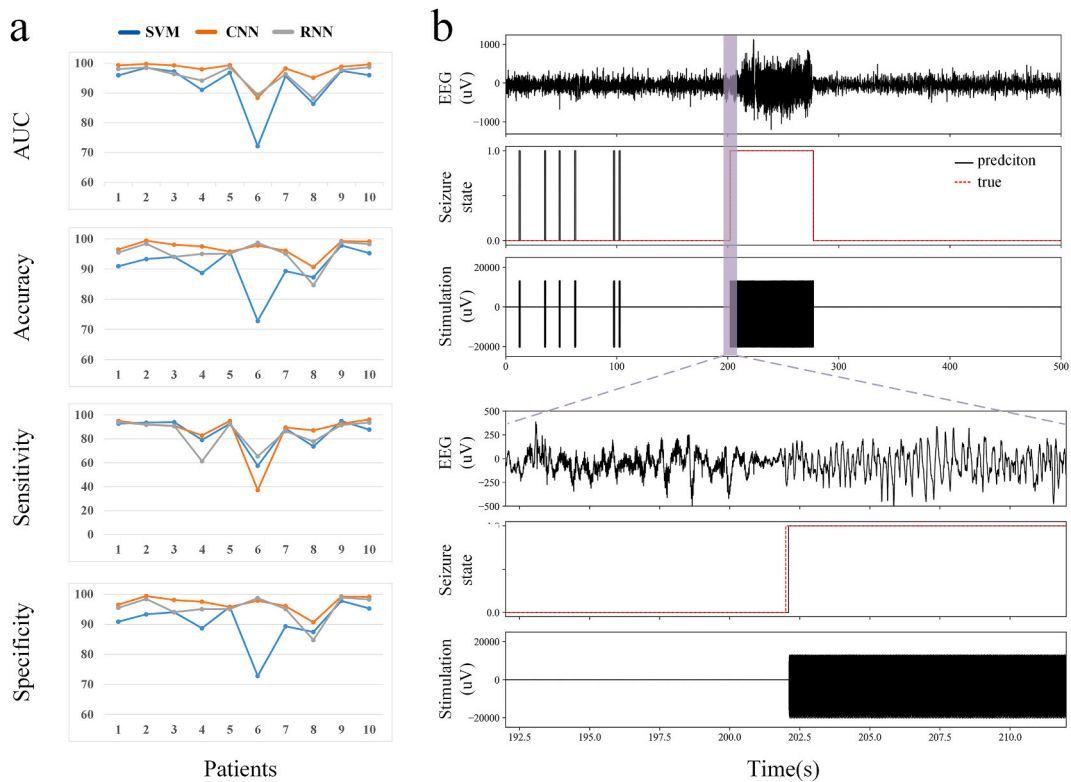 a
SVM CNN RNN
AUC
100
90
80
70
60
1 2 3 4 5 6 7 8 9 10
Accuracy
100
90
80
70
60
1 2 3 4 5 6 7 8 9 10
Sensitivity
100
80
60
40
20
0
1 2 3 4 5 6 7 8 9 10
Specificity
100
90
80
70
60
1 2 3 4 5 6 7 8 9 10
Patients
b
EEG
(uV)
1000
0
−1000
Seizure
state
1.0
0.0
predciton
true
Stimulation
(uV)
20000
0
−20000
0 100 200 300 400 500
EEG
(uV)
500
250
0
−250
−500
Seizure
state
0.0
Stimulation
(uV)
20000
0
−20000
192.5 195.0 197.5 200.0 202.5 205.0 207.5 210.0
Time(s)